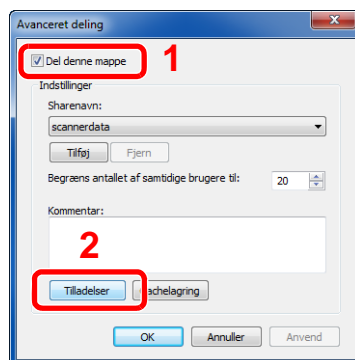 Avanceret deling
Del denne mappe
1
Indstillinger
Sharenavn:
scannerdata
Tilføj Fjern
Begræns antallet af samtidige brugere til: 20
Kommentar:
2
Tilladelser Cachelagring
OK Annuller Anvend